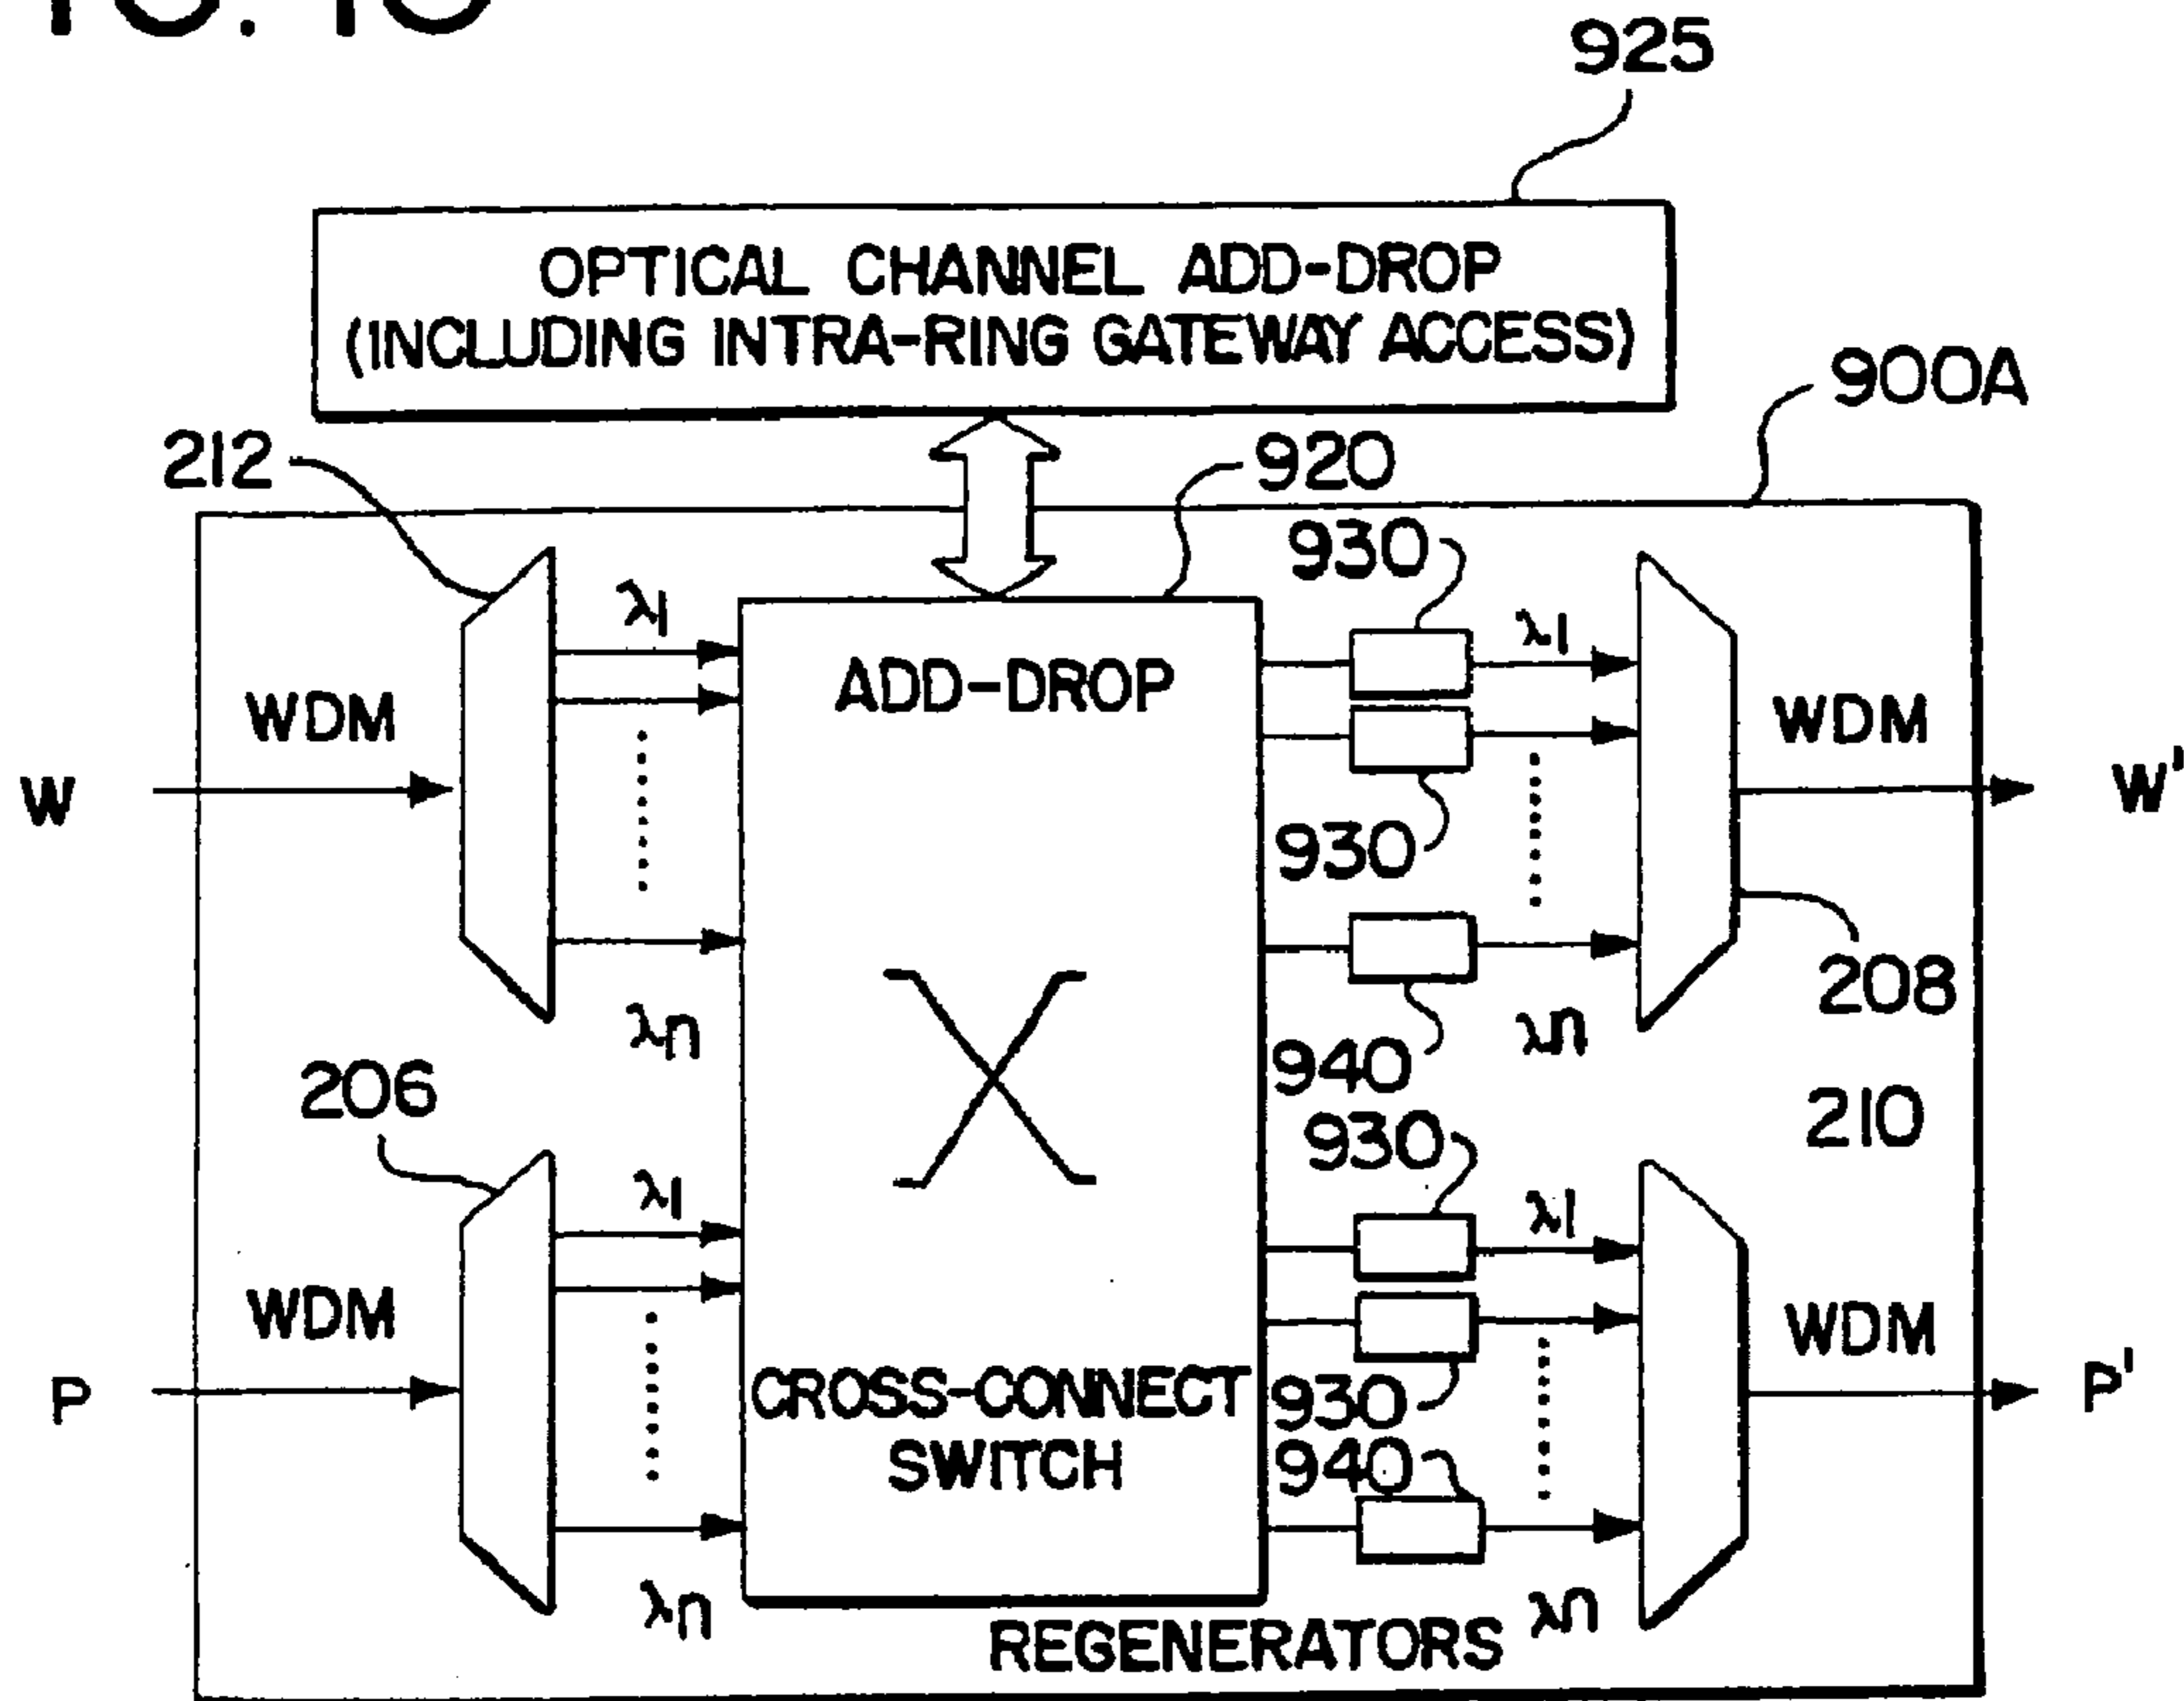 925
OPTICAL CHANNEL ADD-DROP
(INCLUDING INTRA-RING GATEWAY ACCESS)
900A
212
920
930
λ1
λ1
ADD-DROP
WDM
WDM
W
W'
930
208
λn
λn
940
206
210
930
λ1
λ1
WDM
WDM
P
P'
CROSS-CONNECT
SWITCH
930
940
λn
λn
REGENERATORS